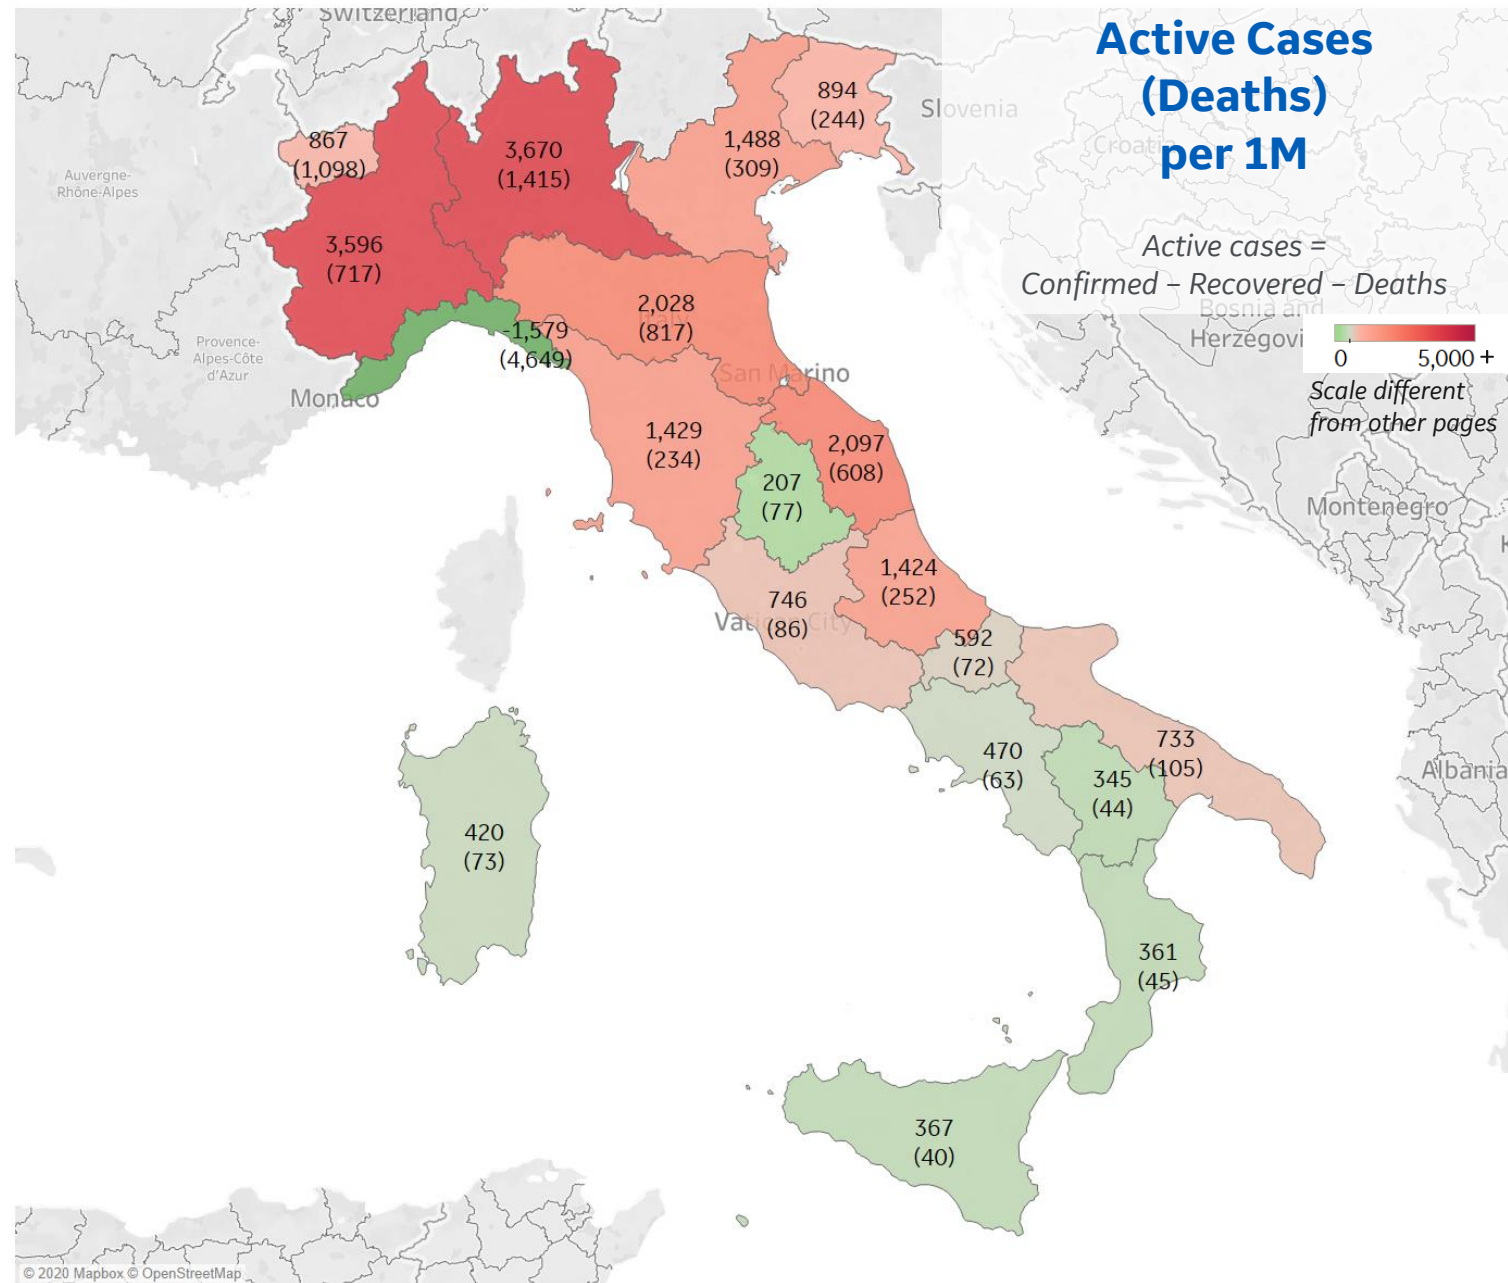 Switzerland
Active Cases
(Deaths)
per 1M
Active cases =
Confirmed – Recovered – Deaths
0 5,000 +
Scale different
from other pages
894
(244)
Slovenia
Croatia
867
(1,098)
3,670
(1,415)
1,488
(309)
Auvergne-
Rhône-Alpes
3,596
(717)
Bosnia and
Herzegovi
2,028
(817)
Italy
-1,579
(4,649)
Provence-
Alpes-Côte
d'Azur
San Marino
Monaco
1,429
(234)
2,097
(608)
207
(77)
Montenegro
K
1,424
(252)
746
(86)
Vatican City
592
(72)
733
(105)
470
(63)
345
(44)
Albania
420
(73)
361
(45)
367
(40)
© 2020 Mapbox © OpenStreetMap